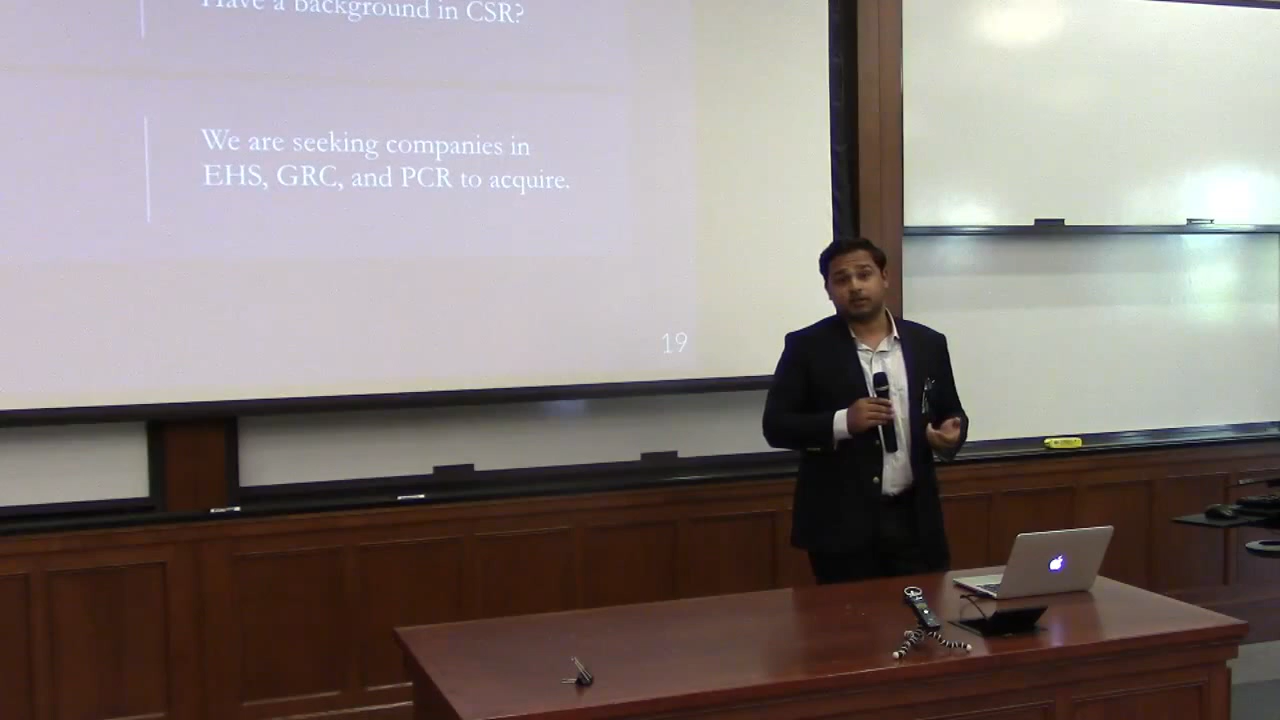 Have a background in CSR?
We are seeking companies in
EHS, GRC, and PCR to acquire.
19